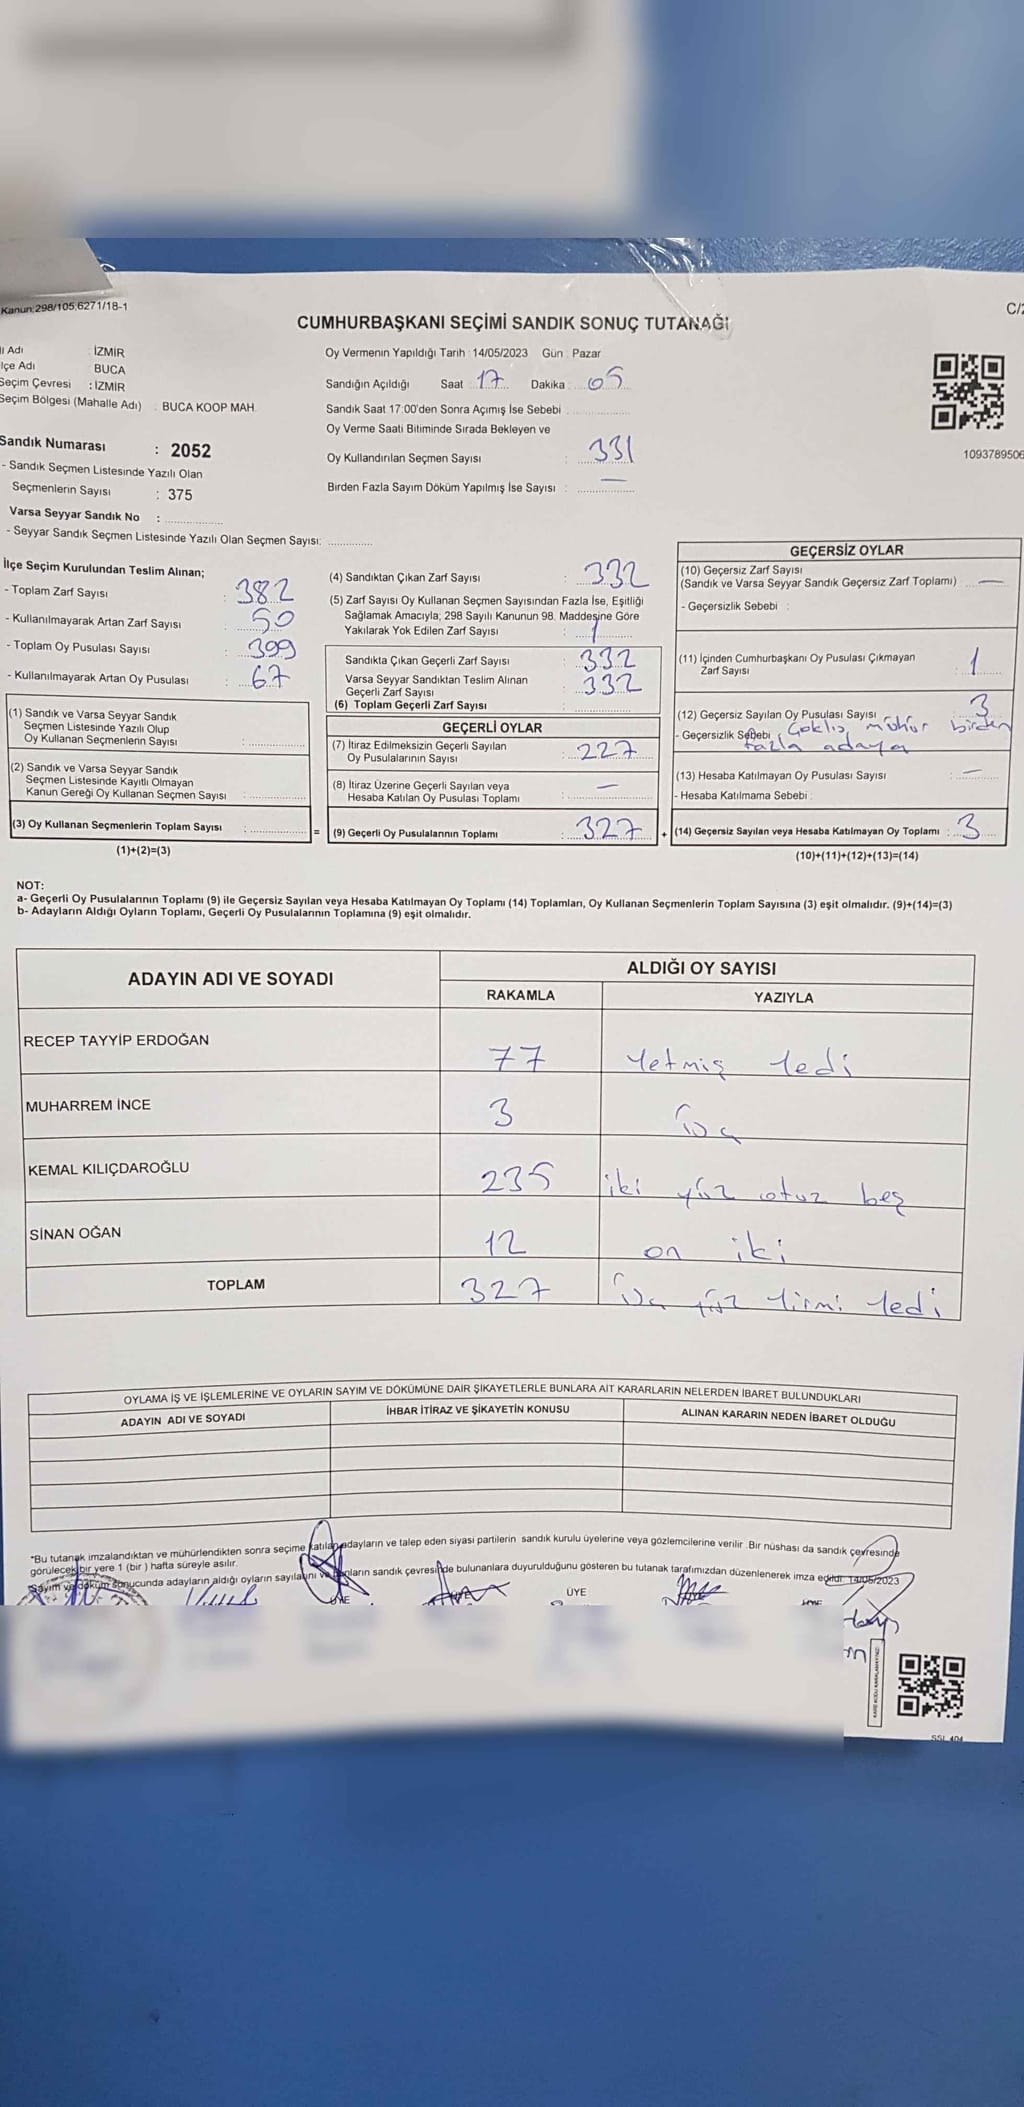 Kanun:298/105,6271/18-1
C/2
CUMHURBAŞKANI SEÇİMİ SANDIK SONUÇ TUTANAĞI
İl Adı : İZMİR
İlçe Adı : BUCA
Seçim Çevresi : İZMİR
Seçim Bölgesi (Mahalle Adı) : BUCA KOOP MAH.
Sandık Numarası : 2052
- Sandık Seçmen Listesinde Yazılı Olan
Seçmenlerin Sayısı : 375
Varsa Seyyar Sandık No : ..................
- Seyyar Sandık Seçmen Listesinde Yazılı Olan Seçmen Sayısı: ..............
Oy Vermenin Yapıldığı Tarih : 14/05/2023 Gün : Pazar
Sandığın Açıldığı Saat : 17 Dakika : 05
Sandık Saat 17:00'den Sonra Açımış İse Sebebi : ..................
Oy Verme Saati Bitiminde Sırada Bekleyen ve
Oy Kullandırılan Seçmen Sayısı : 331
Birden Fazla Sayım Döküm Yapılmış İse Sayısı : —
1093789506
İlçe Seçim Kurulundan Teslim Alınan;
- Toplam Zarf Sayısı : 382
- Kullanılmayarak Artan Zarf Sayısı : 50
- Toplam Oy Pusulası Sayısı : 399
- Kullanılmayarak Artan Oy Pusulası : 67
(1) Sandık ve Varsa Seyyar Sandık
Seçmen Listesinde Yazılı Olup
Oy Kullanan Seçmenlerin Sayısı : ..................
(2) Sandık ve Varsa Seyyar Sandık
Seçmen Listesinde Kayıtlı Olmayan
Kanun Gereği Oy Kullanan Seçmen Sayısı : ..................
(3) Oy Kullanan Seçmenlerin Toplam Sayısı : ..................
(1)+(2)=(3)
=
(4) Sandıktan Çıkan Zarf Sayısı : 332
(5) Zarf Sayısı Oy Kullanan Seçmen Sayısından Fazla İse, Eşitliği
Sağlamak Amacıyla, 298 Sayılı Kanunun 98. Maddesine Göre
Yakılarak Yok Edilen Zarf Sayısı : 1
Sandıkta Çıkan Geçerli Zarf Sayısı : 332
Varsa Seyyar Sandıktan Teslim Alınan
Geçerli Zarf Sayısı : 332
(6) Toplam Geçerli Zarf Sayısı : ..................
GEÇERLİ OYLAR
(7) İtiraz Edilmeksizin Geçerli Sayılan
Oy Pusulalarının Sayısı : 227
(8) İtiraz Üzerine Geçerli Sayılan veya
Hesaba Katılan Oy Pusulası Toplamı : —
(9) Geçerli Oy Pusulalarının Toplamı : 327
+
GEÇERSİZ OYLAR
(10) Geçersiz Zarf Sayısı
(Sandık ve Varsa Seyyar Sandık Geçersiz Zarf Toplamı) : —
- Geçersizlik Sebebi :
(11) İçinden Cumhurbaşkanı Oy Pusulası Çıkmayan
Zarf Sayısı : 1
(12) Geçersiz Sayılan Oy Pusulası Sayısı : 3
- Geçersizlik Sebebi : mühür birden
fazla adaya
(13) Hesaba Katılmayan Oy Pusulası Sayısı : —
- Hesaba Katılmama Sebebi :
(14) Geçersiz Sayılan veya Hesaba Katılmayan Oy Toplamı : 3
(10)+(11)+(12)+(13)=(14)
NOT:
a- Geçerli Oy Pusulalarının Toplamı (9) ile Geçersiz Sayılan veya Hesaba Katılmayan Oy Toplamı (14) Toplamları, Oy Kullanan Seçmenlerin Toplam Sayısına (3) eşit olmalıdır. (9)+(14)=(3)
b- Adayların Aldığı Oyların Toplamı, Geçerli Oy Pusulalarının Toplamına (9) eşit olmalıdır.
ADAYIN ADI VE SOYADI ALDIĞI OY SAYISI
RAKAMLA YAZIYLA
RECEP TAYYİP ERDOĞAN 77 Yetmiş Yedi
MUHARREM İNCE 3 Üç
KEMAL KILIÇDAROĞLU 235 iki yüz otuz beş
SİNAN OĞAN 12 on iki
TOPLAM 327 Üç yüz Yirmi Yedi
OYLAMA İŞ VE İŞLEMLERİNE VE OYLARIN SAYIM VE DÖKÜMÜNE DAİR ŞİKAYETLERLE BUNLARA AİT KARARLARIN NELERDEN İBARET BULUNDUKLARI
ADAYIN ADI VE SOYADI İHBAR İTİRAZ VE ŞİKAYETİN KONUSU ALINAN KARARIN NEDEN İBARET OLDUĞU
*Bu tutanak imzalandıktan ve mühürlendikten sonra seçime katılan adayların ve talep eden siyasi partilerin sandık kurulu üyelerine veya gözlemcilerine verilir .Bir nüshası da sandık çevresinde
görülecek bir yere 1 (bir ) hafta süreyle asılır.
Sayım ve döküm sonucunda adayların aldığı oyların sayılarını ve bunların sandık çevresinde bulunanlara duyurulduğunu gösteren bu tutanak tarafımızdan düzenlenerek imza edildi. 14/05/2023
ÜYE ÜYE ÜYE ÜYE
SSL 404